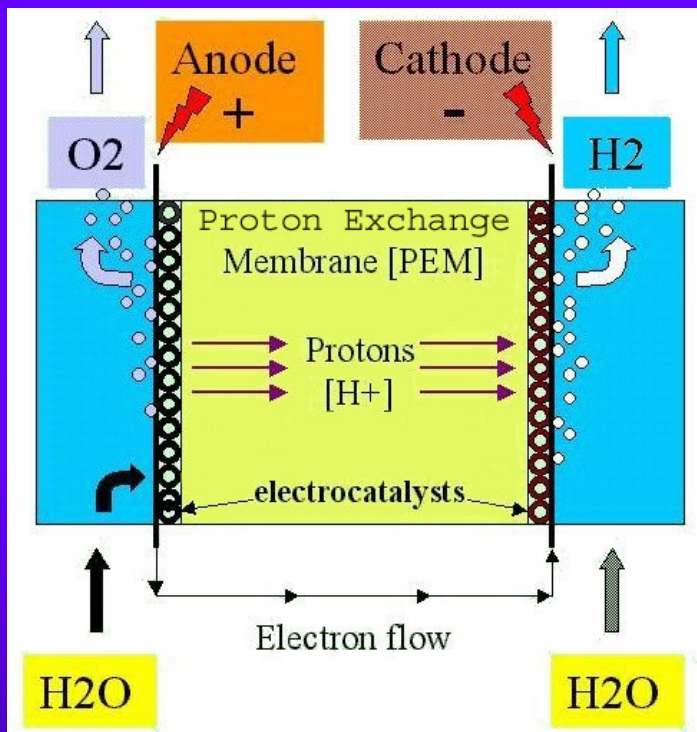 Anode
+
Cathode
-
O2
H2
Proton Exchange
Membrane [PEM]
Protons
[H+]
electrocatalysts
Electron flow
H2O
H2O